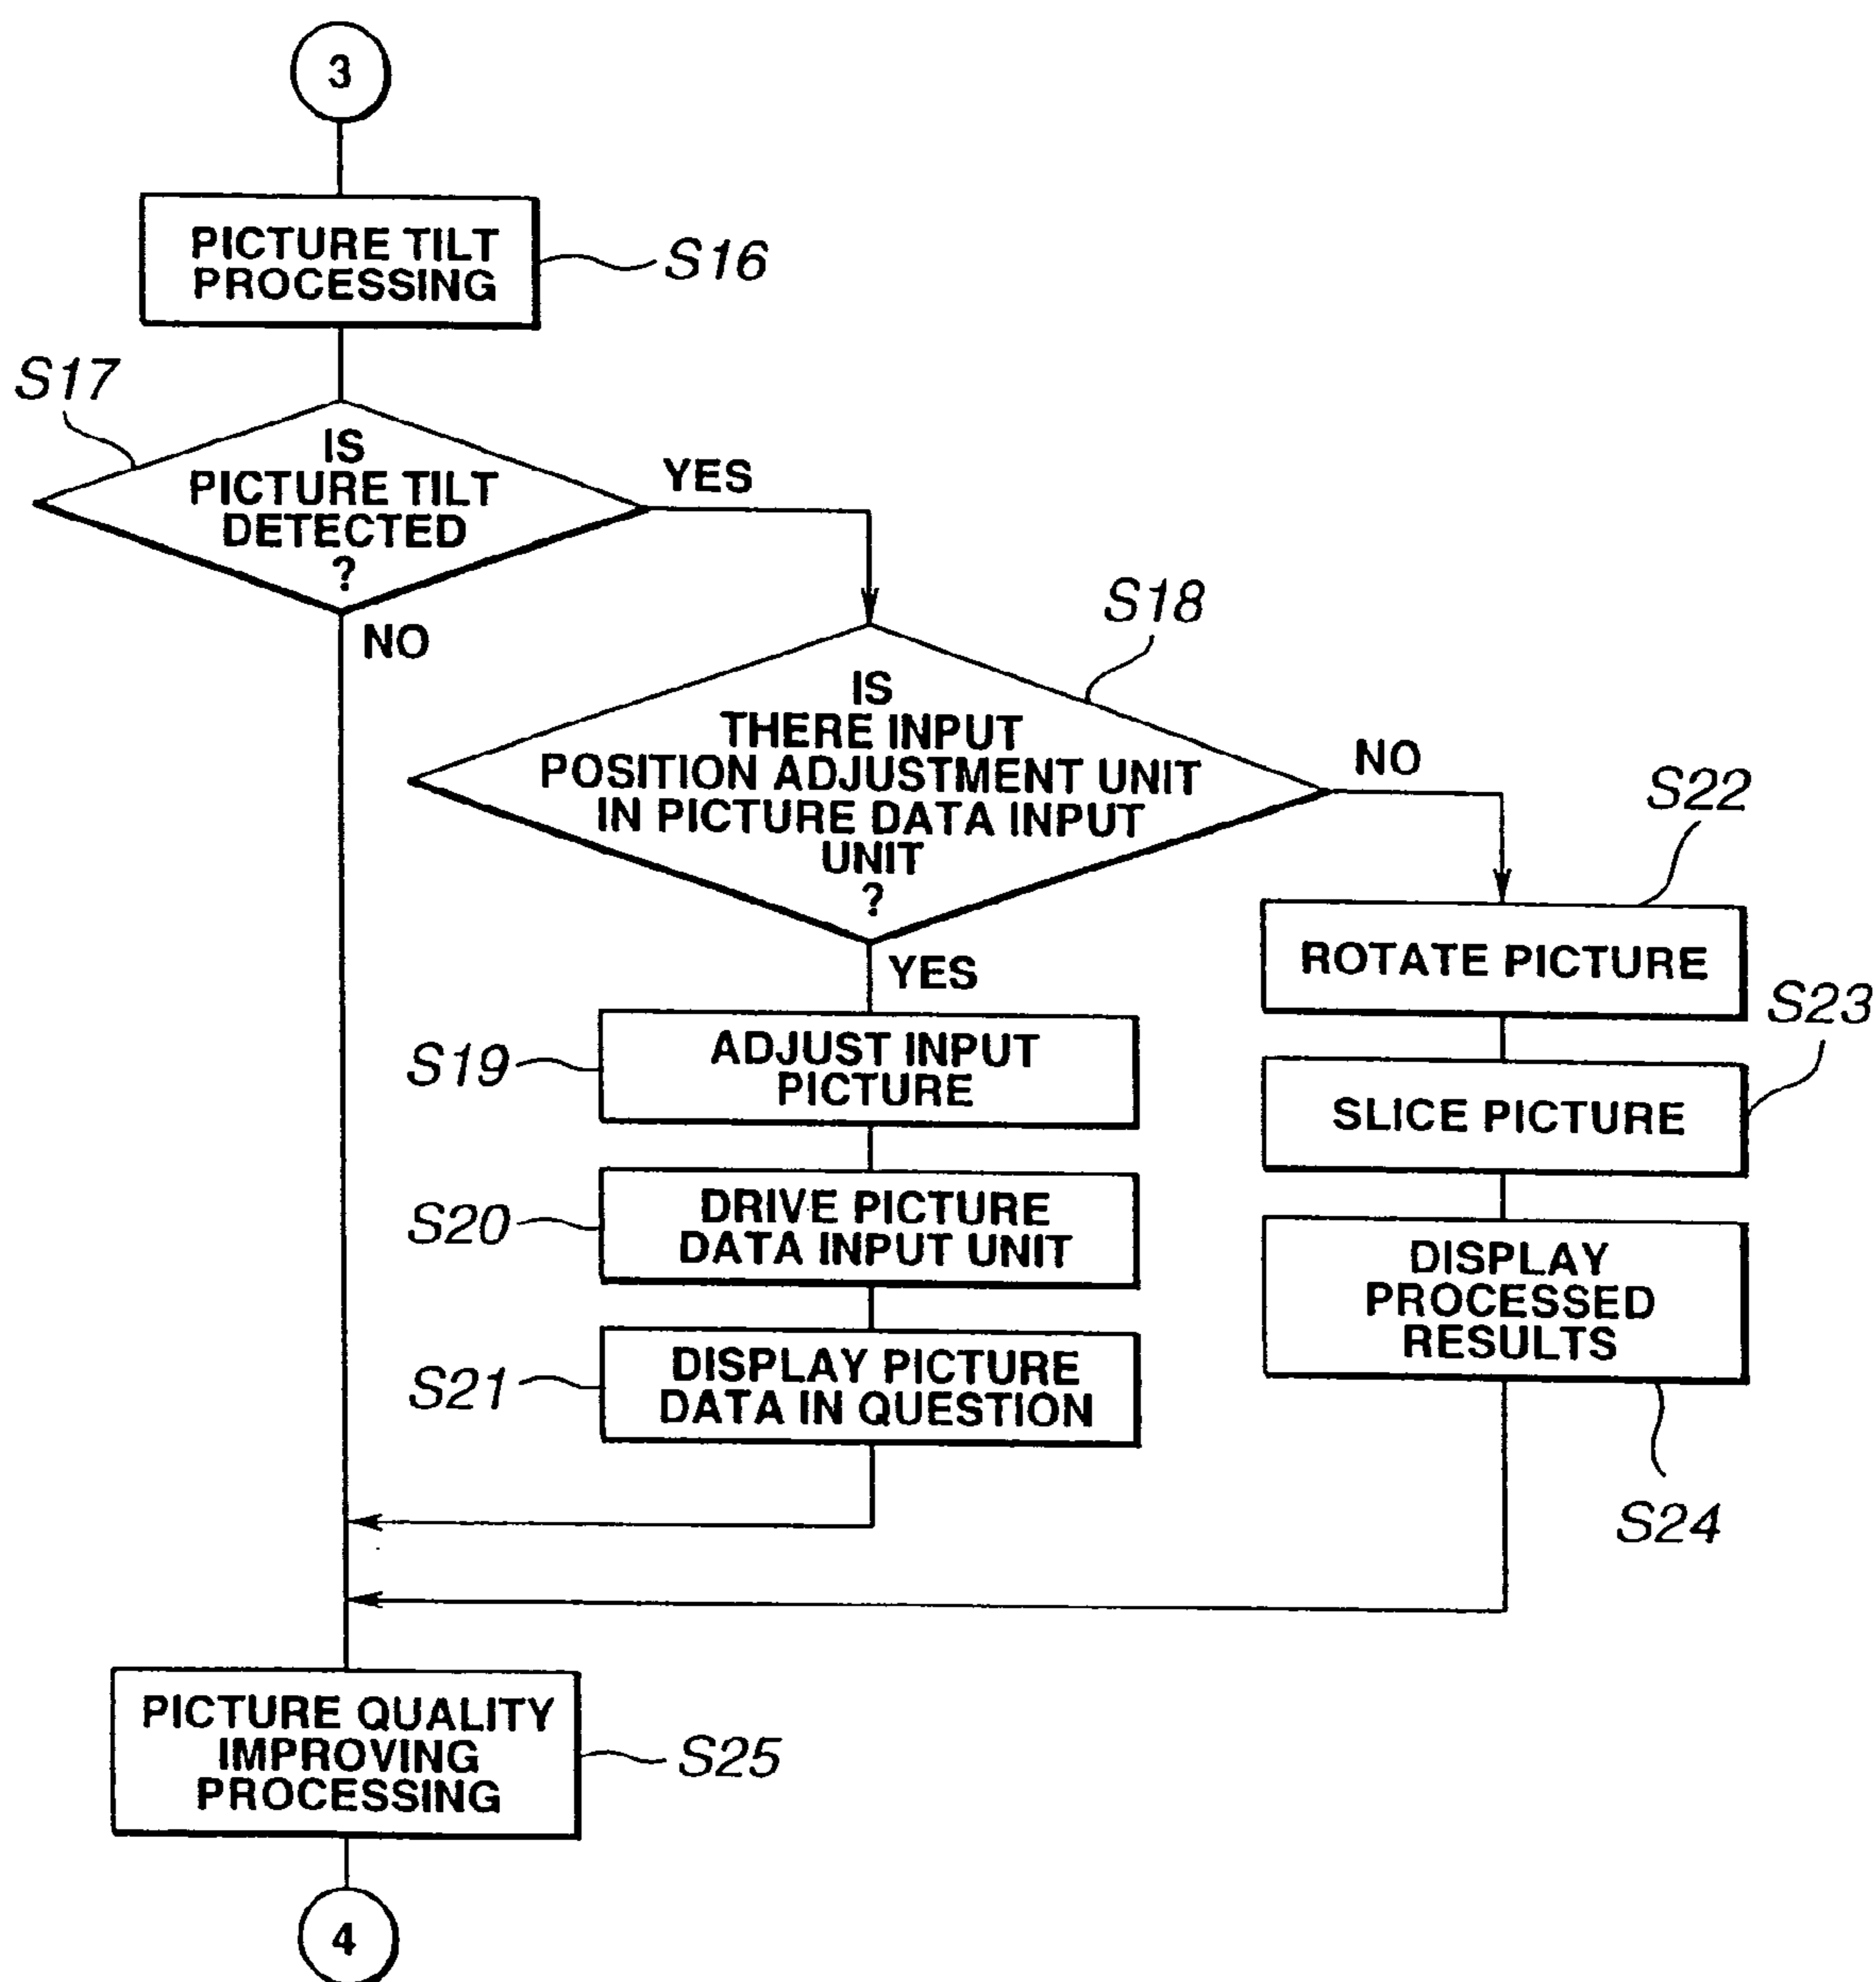 3
PICTURE TILT
PROCESSING
S16
S17
IS
PICTURE TILT
DETECTED
?
YES
NO
S18
IS
THERE INPUT
POSITION ADJUSTMENT UNIT
IN PICTURE DATA INPUT
UNIT
?
NO
YES
S22
ROTATE PICTURE
S23
SLICE PICTURE
S19
ADJUST INPUT
PICTURE
S20
DRIVE PICTURE
DATA INPUT UNIT
DISPLAY
PROCESSED
RESULTS
S21
DISPLAY PICTURE
DATA IN QUESTION
S24
PICTURE QUALITY
IMPROVING
PROCESSING
S25
4